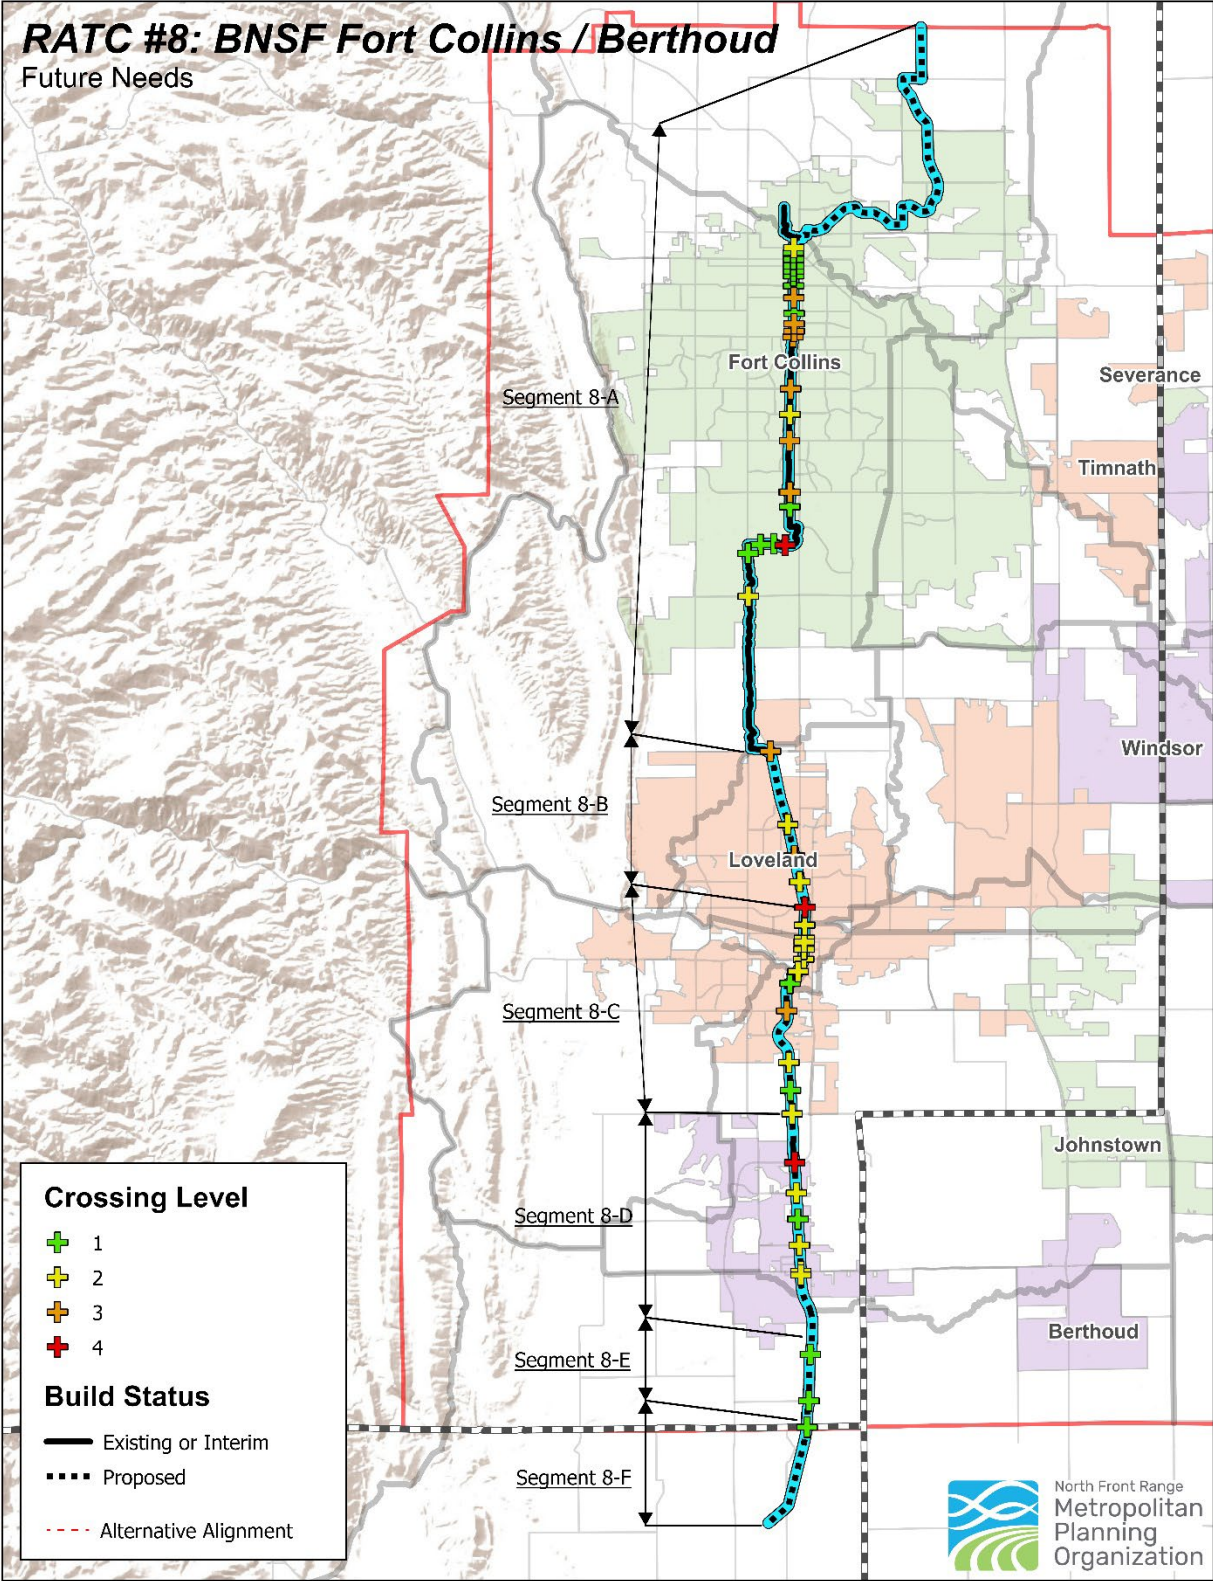 RATC #8: BNSF Fort Collins / Berthoud
Future Needs
Fort Collins
Severance
Segment 8-A
Timnath
Windsor
Segment 8-B
Loveland
Segment 8-C
Johnstown
Segment 8-D
Berthoud
Segment 8-E
Segment 8-F
Crossing Level
1
2
3
4
Build Status
Existing or Interim
Proposed
Alternative Alignment
North Front Range
Metropolitan
Planning
Organization